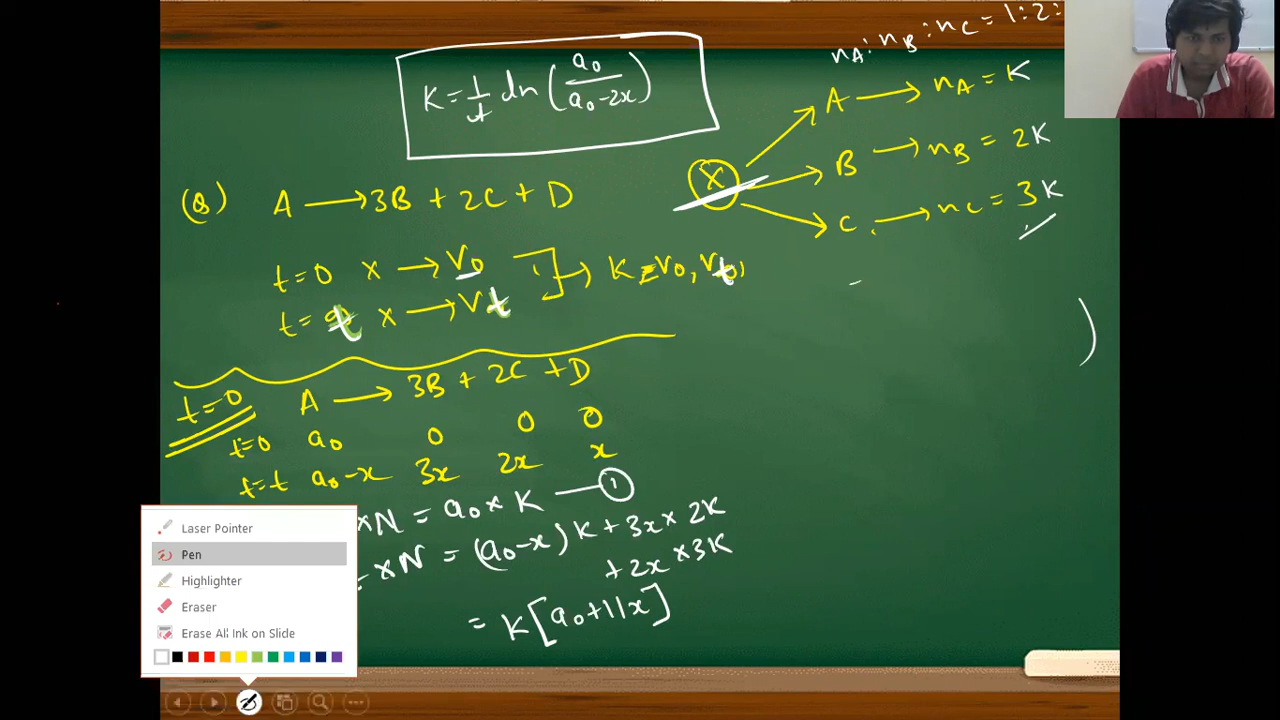 nA : nB : nC = 1 : 2 :
K = 1/t ln (a₀/(a₀-2x))
A → nA = K
X
B → nB = 2K
C → nC = 3K
(Q) A → 3B + 2C + D
t=0 x → V₀
t= t x → Vt
→ K, V₀, Vt,
t=0 A → 3B + 2C + D
t=0 a₀ 0 0 0
t=t a₀-x 3x 2x x
xN = a₀ x K — ①
xN = (a₀-x) K + 3x x 2K
+ 2x x 3K
= K[a₀+11x]
Laser Pointer
Pen
Highlighter
Eraser
Erase All Ink on Slide